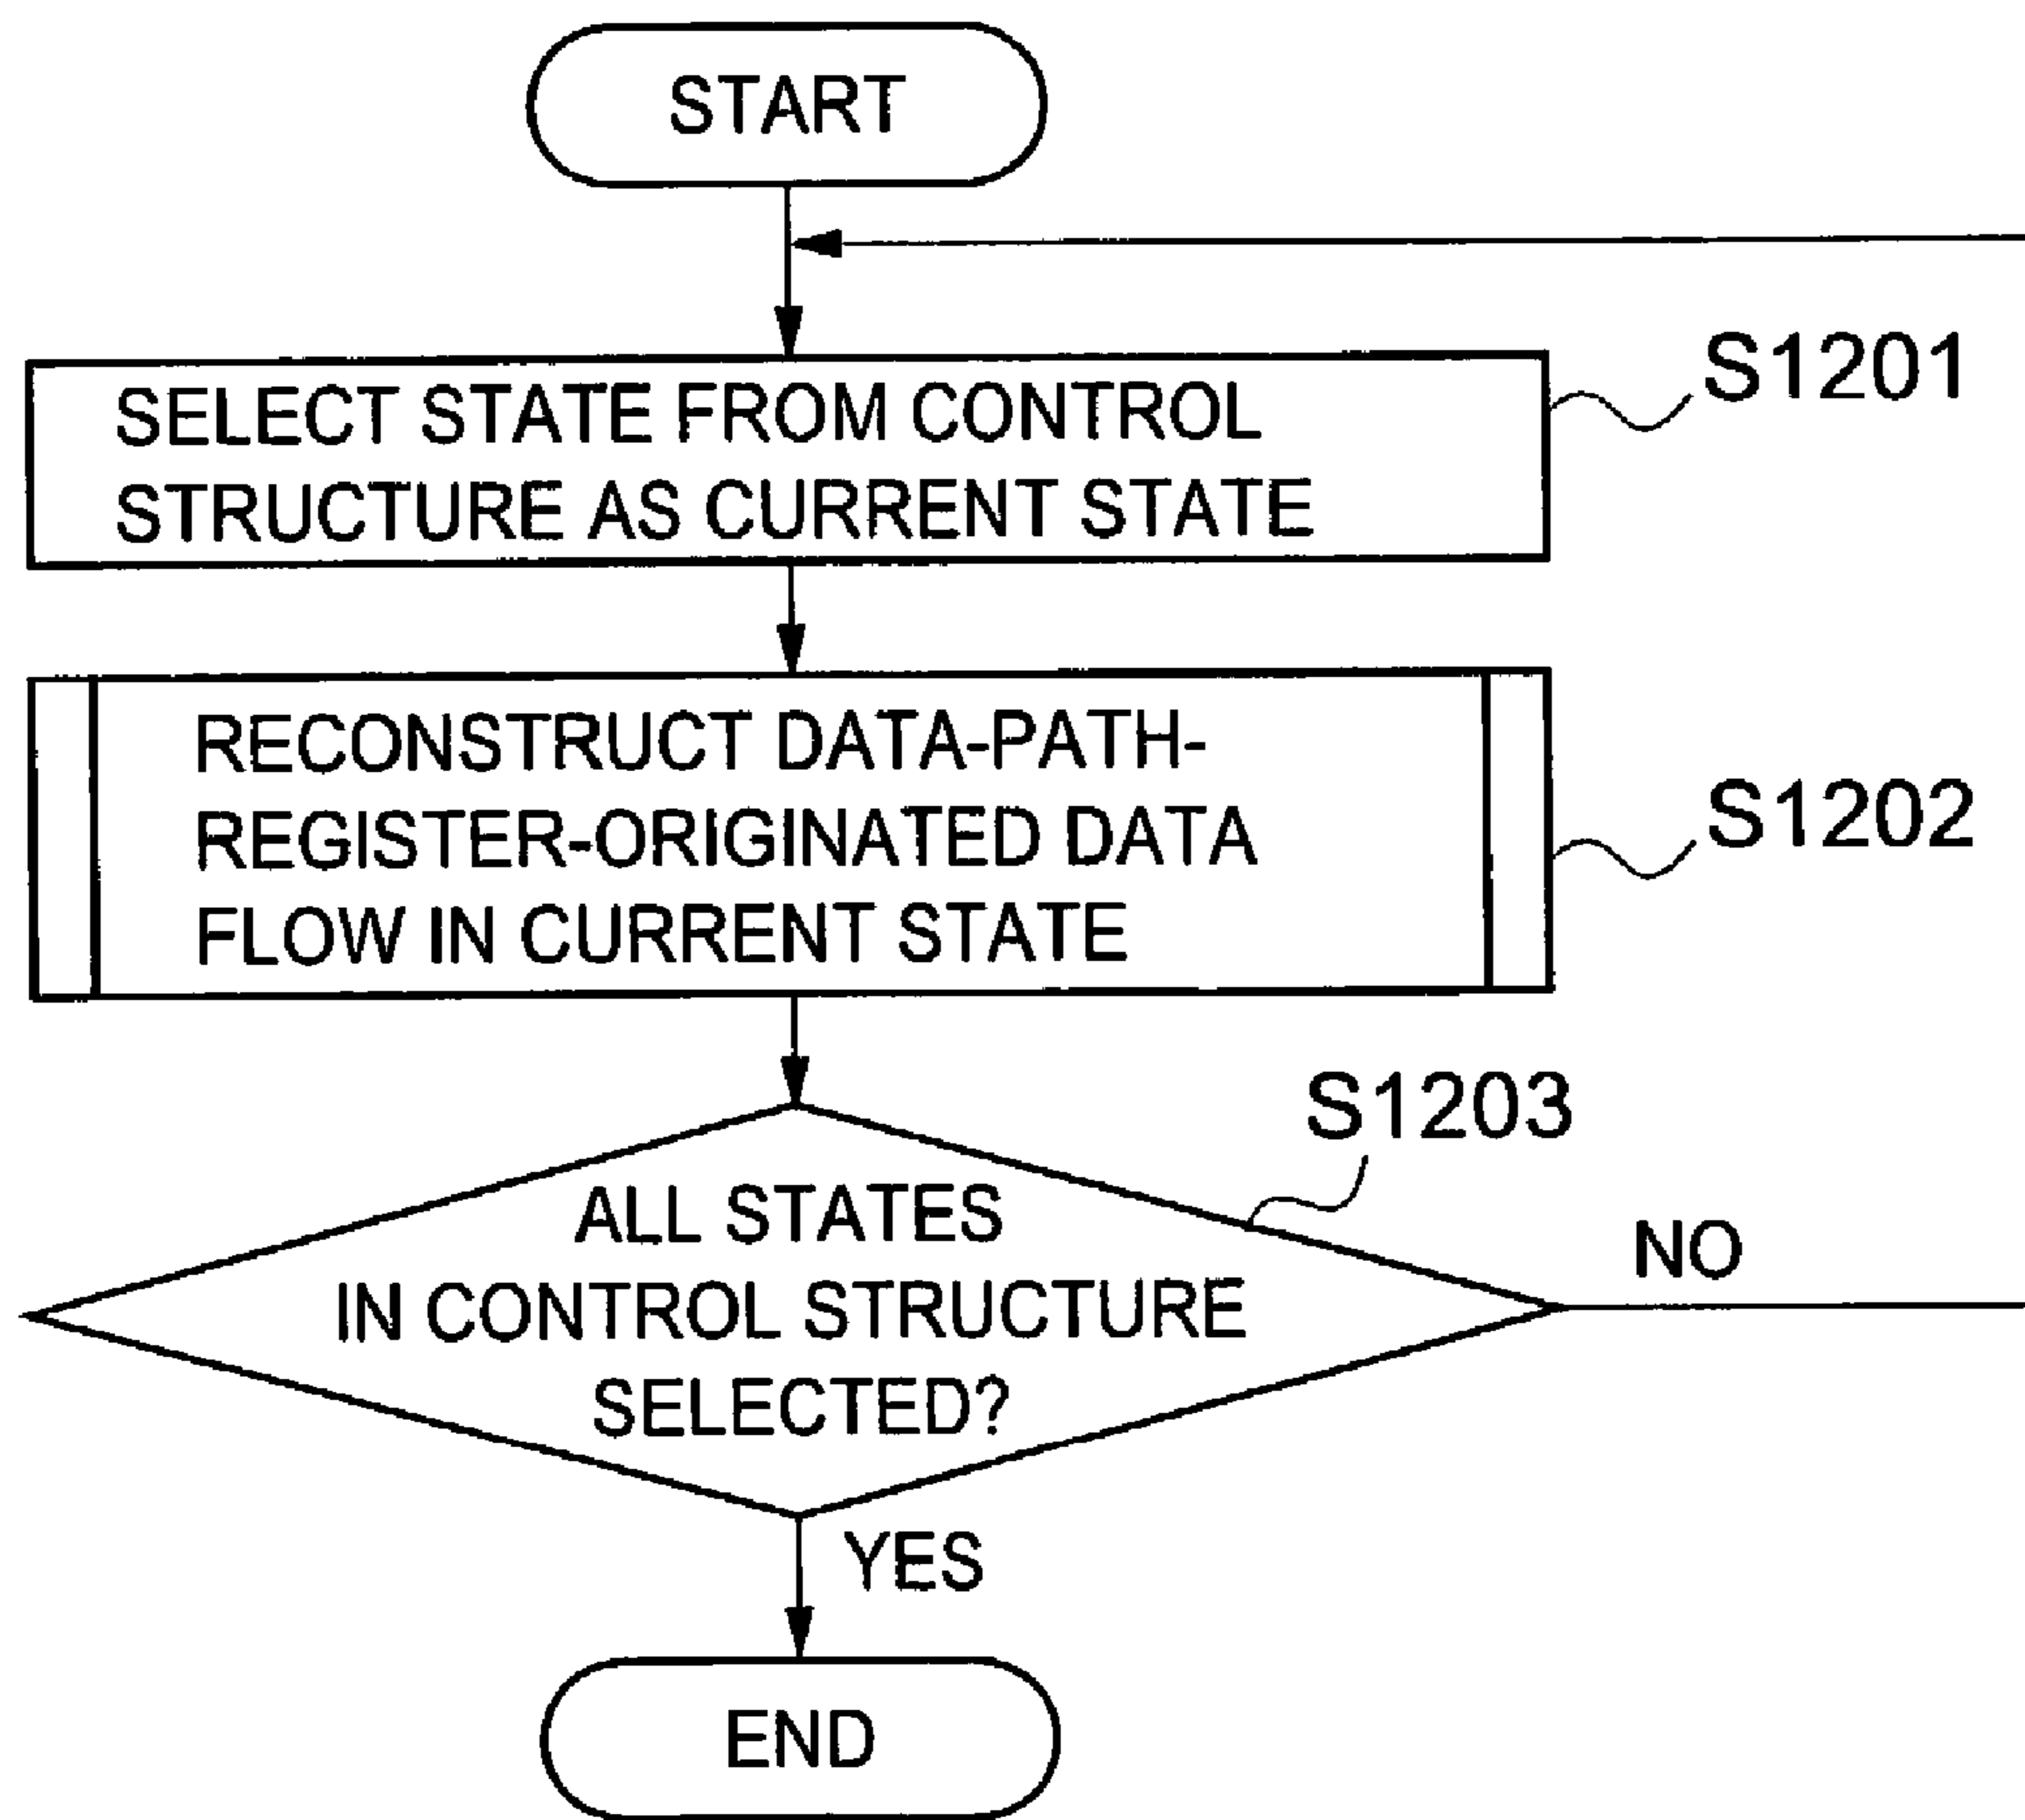 START
SELECT STATE FROM CONTROL
STRUCTURE AS CURRENT STATE
S1201
RECONSTRUCT DATA-PATH-
REGISTER-ORIGINATED DATA
FLOW IN CURRENT STATE
S1202
S1203
ALL STATES
IN CONTROL STRUCTURE
SELECTED?
NO
YES
END